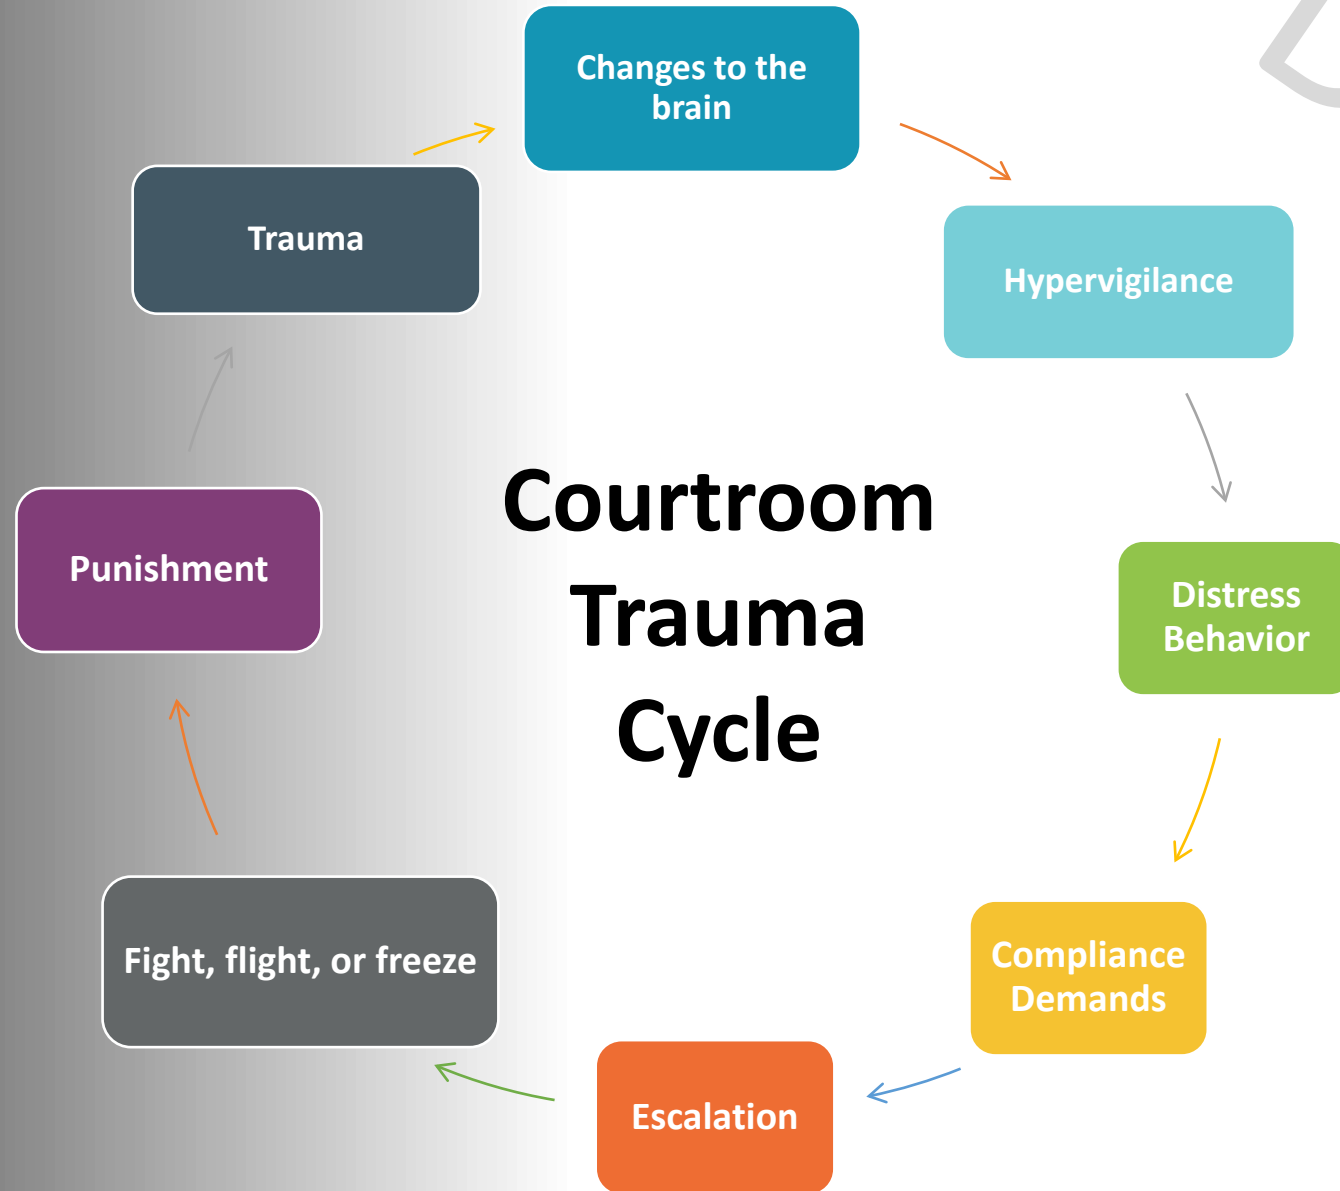 Changes to the
brain
Hypervigilance
Distress
Behavior
Compliance
Demands
Escalation
Fight, flight, or freeze
Punishment
Trauma
Courtroom
Trauma
Cycle